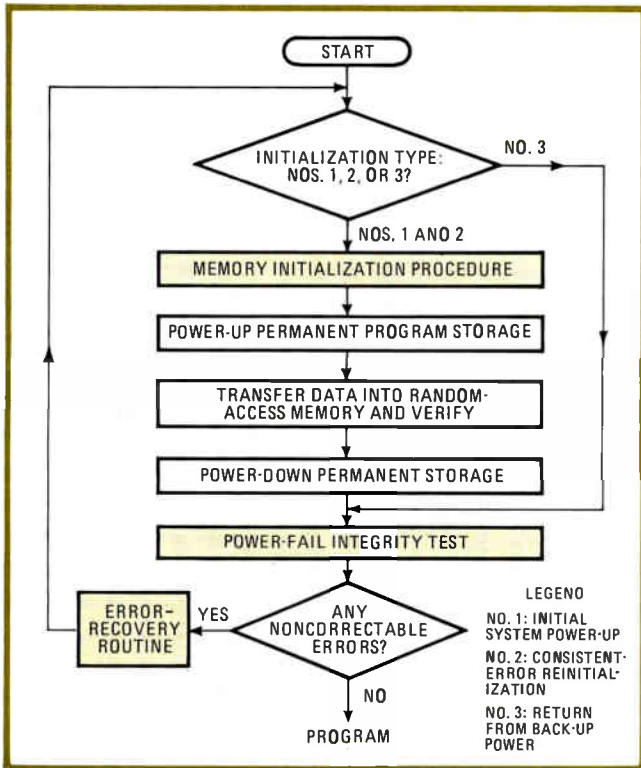 START
INITIALIZATION TYPE:
NOS. 1, 2, OR 3?
NO. 3
NOS. 1 AND 2
MEMORY INITIALIZATION PROCEDURE
POWER-UP PERMANENT PROGRAM STORAGE
TRANSFER DATA INTO RANDOM-
ACCESS MEMORY AND VERIFY
POWER-DOWN PERMANENT STORAGE
POWER-FAIL INTEGRITY TEST
ERROR-
RECOVERY
ROUTINE
YES
ANY
NONCORRECTABLE
ERRORS?
NO
PROGRAM
LEGEND
NO. 1: INITIAL
SYSTEM POWER-UP
NO. 2: CONSISTENT-
ERROR REINITIAL-
IZATION
NO. 3: RETURN
FROM BACK-UP
POWER